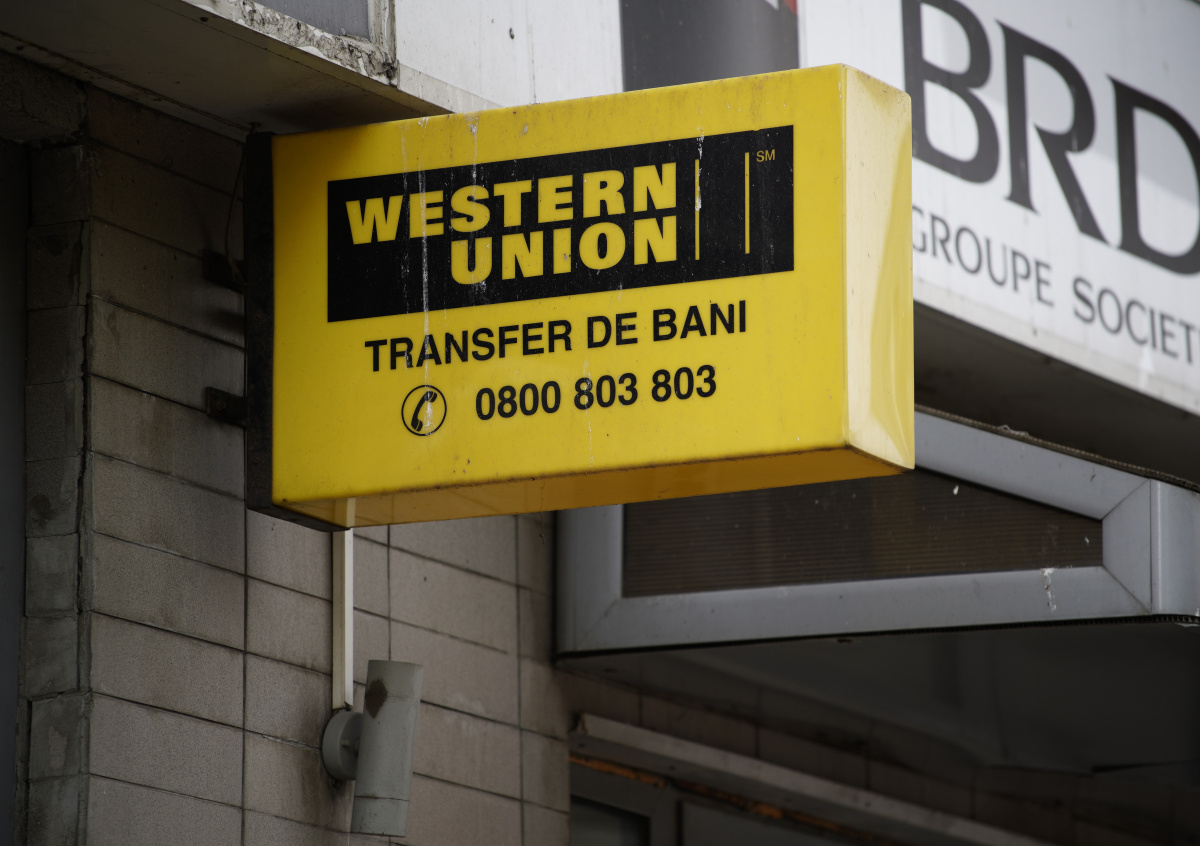 WESTERN
UNION
SM
TRANSFER DE BANI
0800 803 803
BRD
GROUPE SOCIET